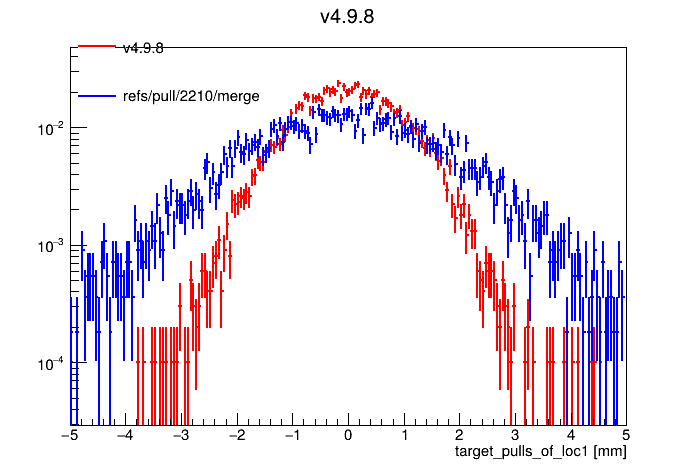 v4.9.8
v4.9.8
refs/pull/2210/merge
10⁻²
10⁻³
10⁻⁴
−5 −4 −3 −2 −1 0 1 2 3 4 5
target_pulls_of_loc1 [mm]